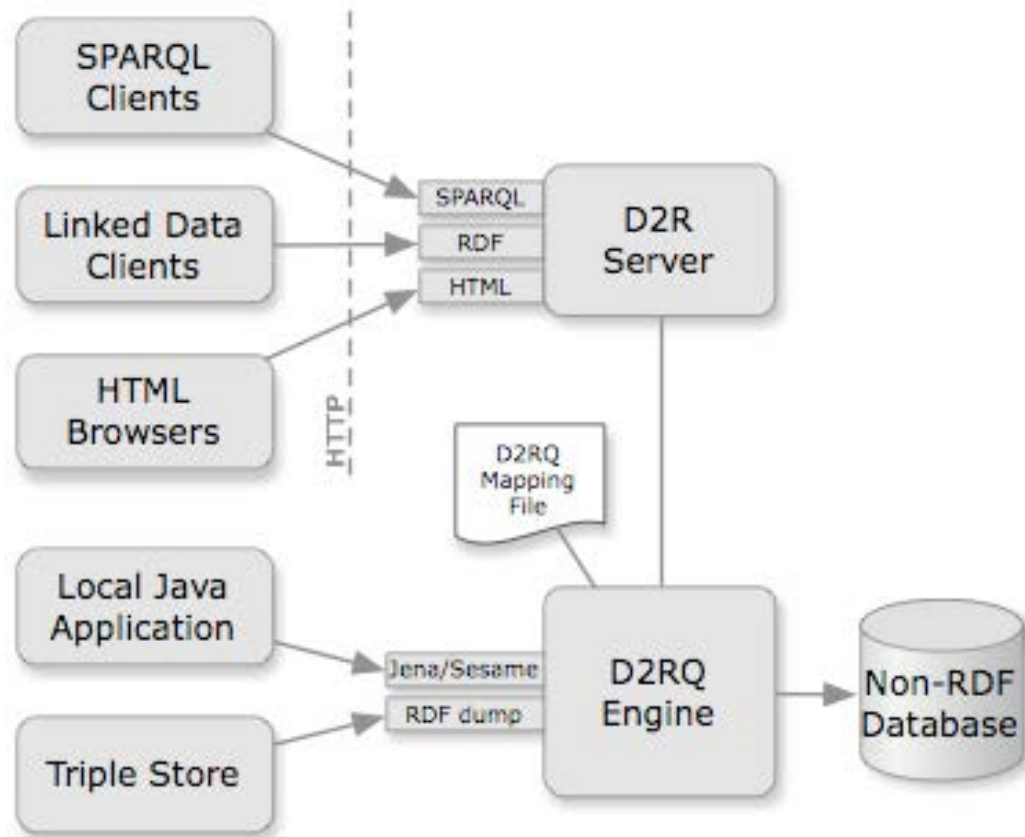 SPARQL
Clients
Linked Data
Clients
HTML
Browsers
HTTP
SPARQL
RDF
HTML
D2R
Server
D2RQ
Mapping
File
Local Java
Application
Triple Store
Jena/Sesame
RDF dump
D2RQ
Engine
Non-RDF
Database